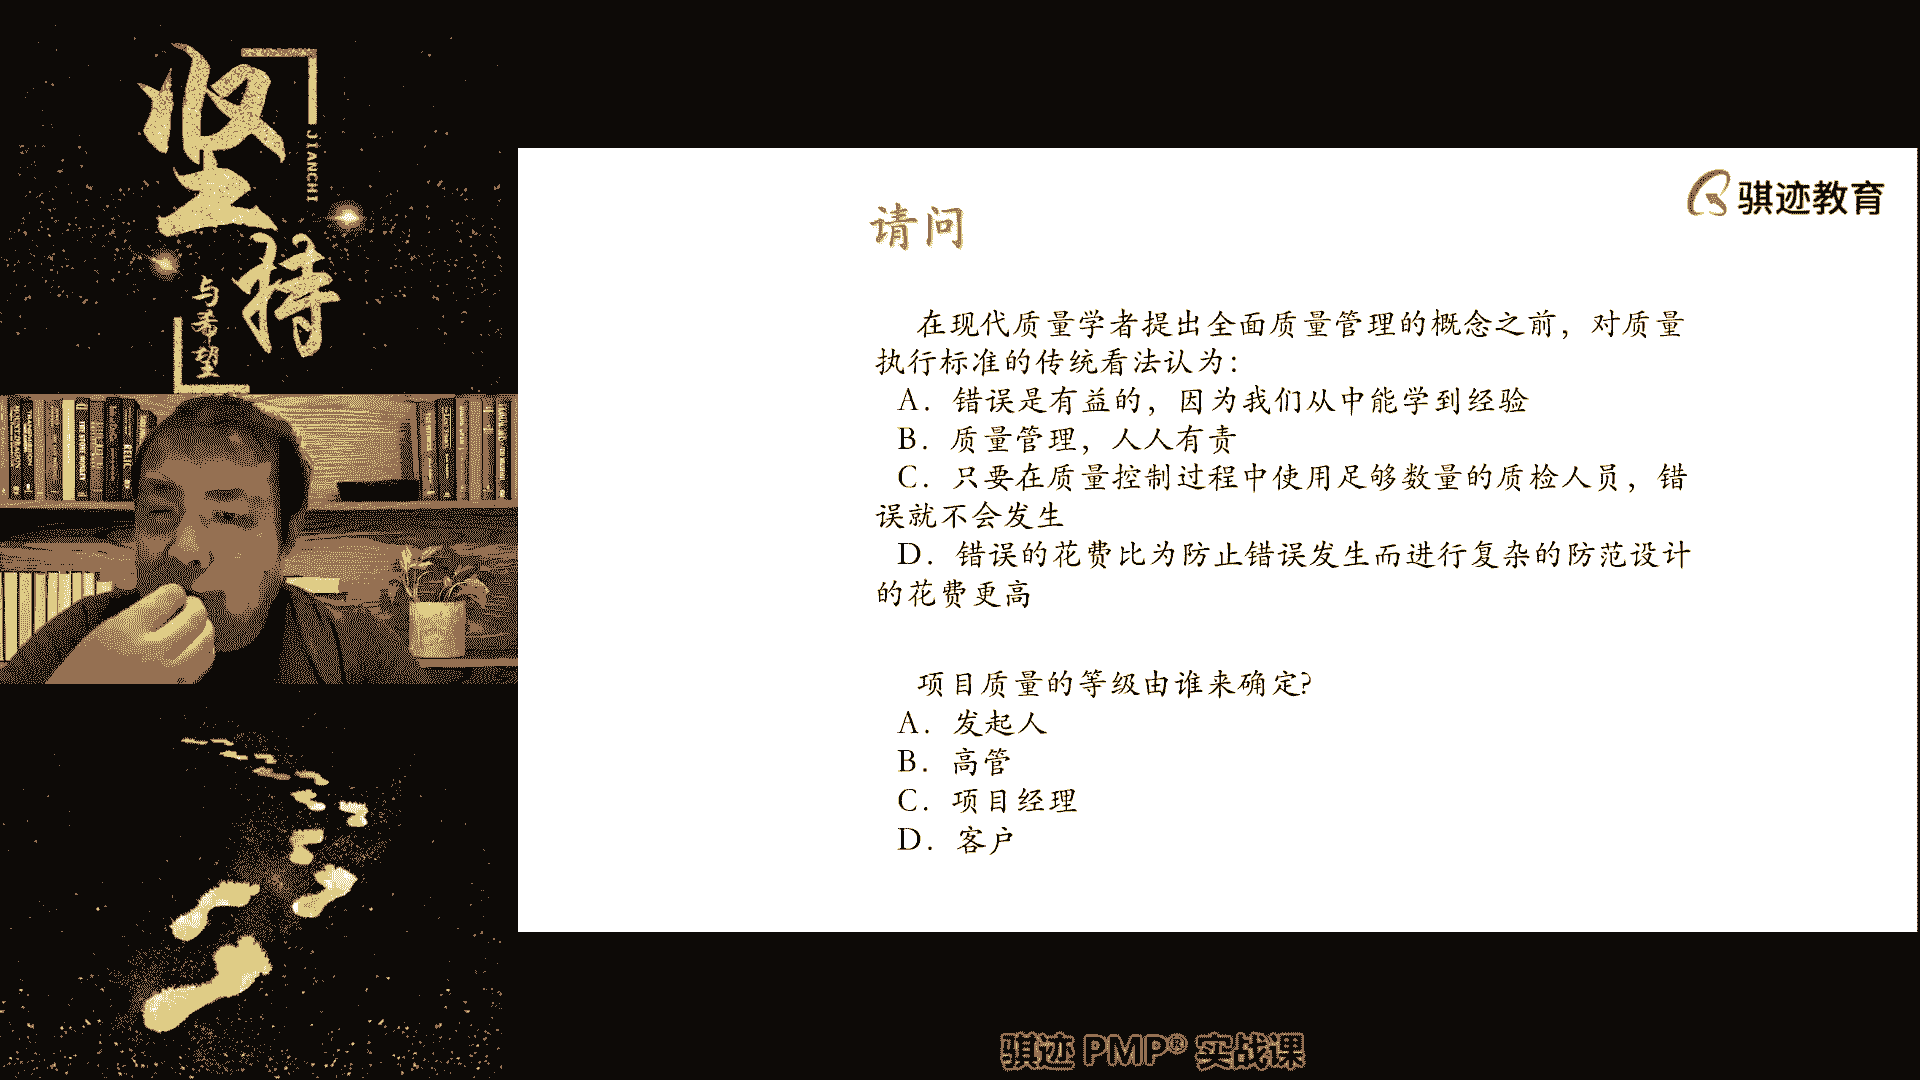 坚持
JIANCHI
与希望
骐迹教育
请问
在现代质量学者提出全面质量管理的概念之前，对质量
执行标准的传统看法认为：
A．错误是有益的，因为我们从中能学到经验
B．质量管理，人人有责
C．只要在质量控制过程中使用足够数量的质检人员，错
误就不会发生
D．错误的花费比为防止错误发生而进行复杂的防范设计
的花费更高
项目质量的等级由谁来确定?
A．发起人
B．高管
C．项目经理
D．客户
骐迹 PMP® 实战课